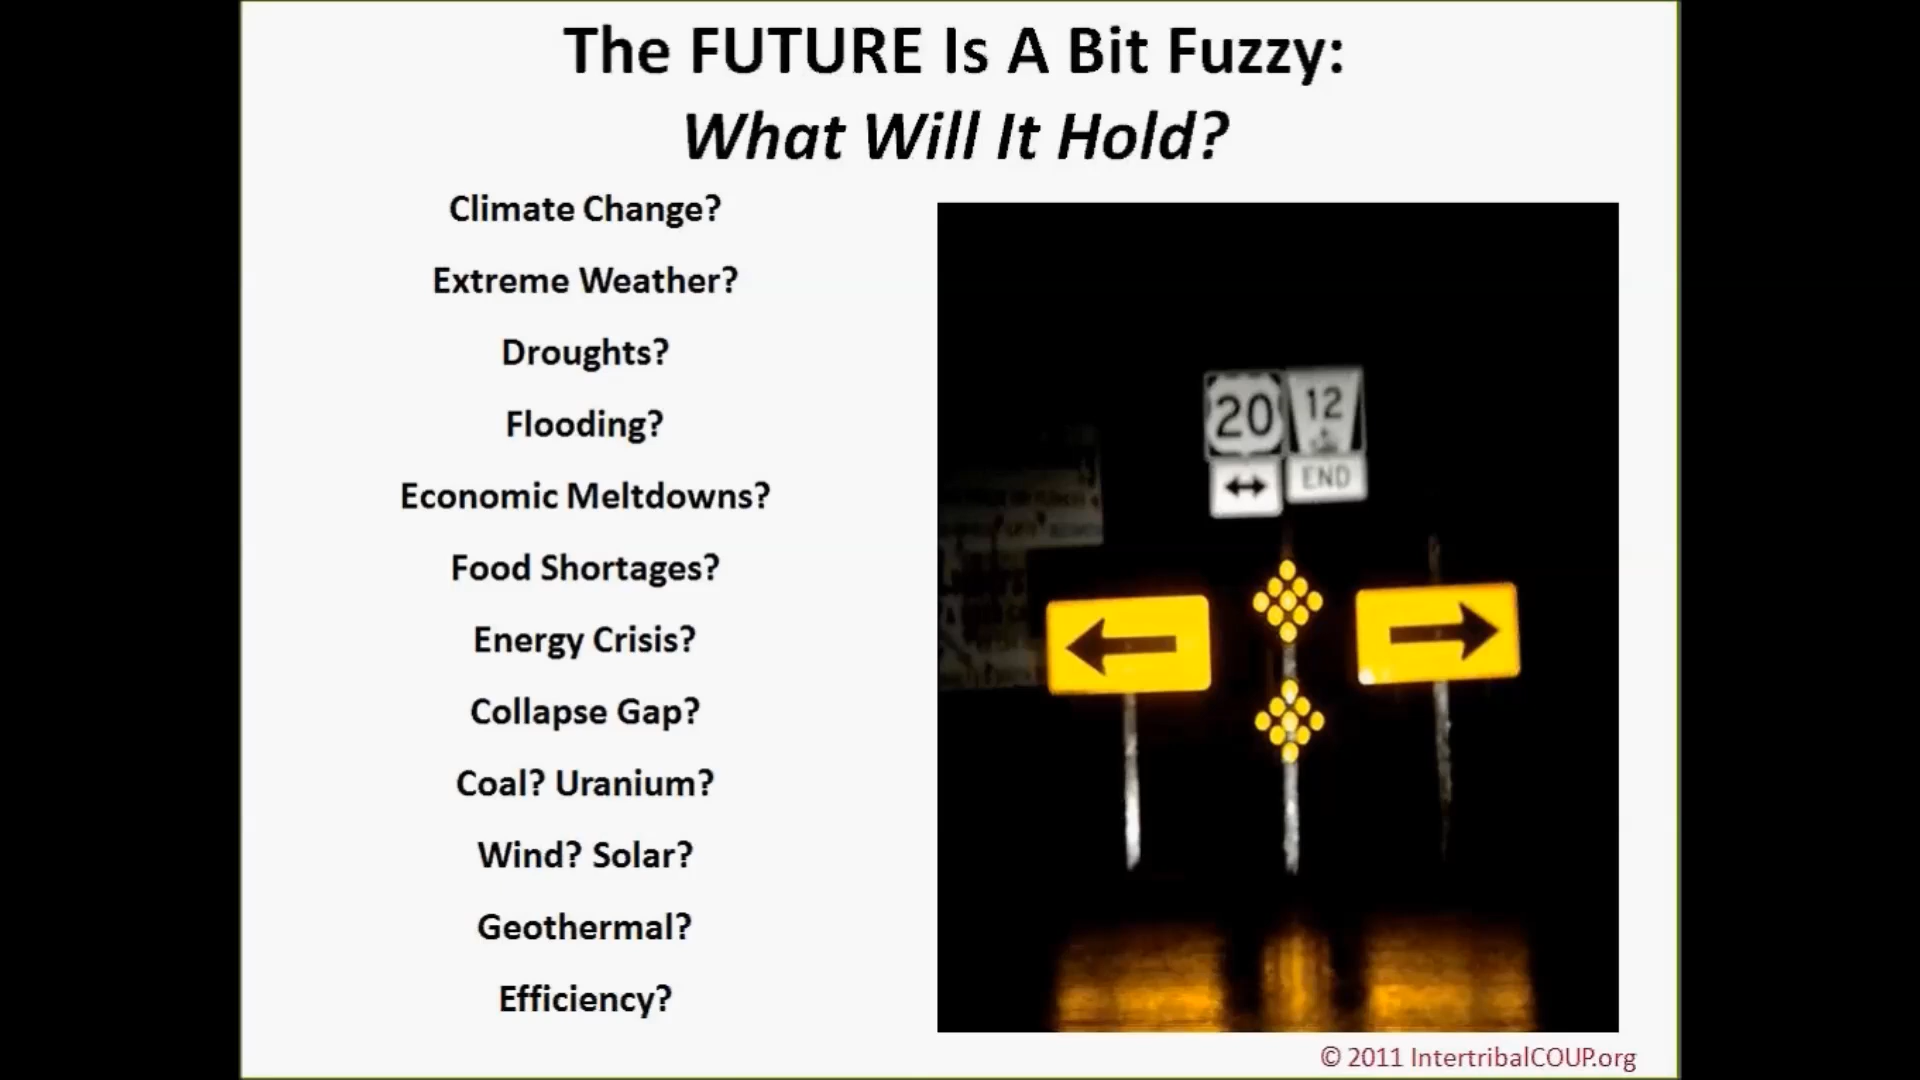 The FUTURE Is A Bit Fuzzy:
What Will It Hold?
Climate Change?
Extreme Weather?
Droughts?
Flooding?
Economic Meltdowns?
Food Shortages?
Energy Crisis?
Collapse Gap?
Coal? Uranium?
Wind? Solar?
Geothermal?
Efficiency?
20 12
END
© 2011 IntertribalCOUP.org